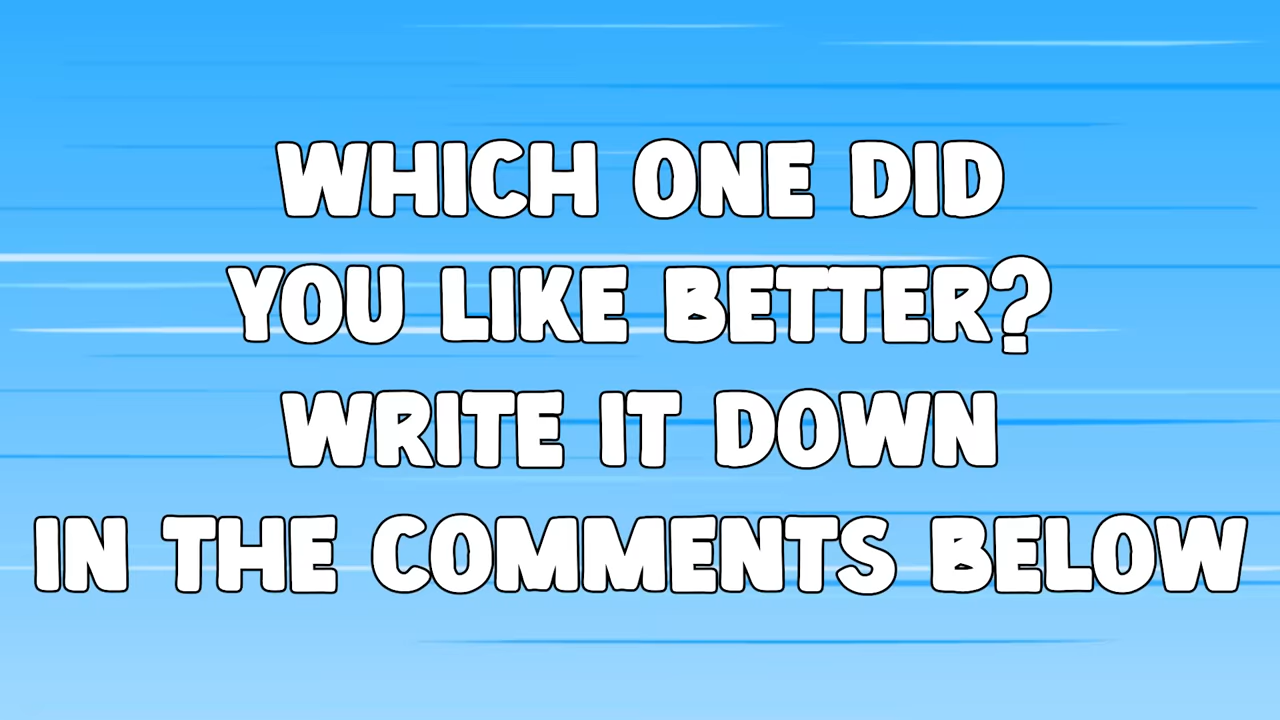 WHICH ONE DID
YOU LIKE BETTER?
WRITE IT DOWN
IN THE COMMENTS BELOW